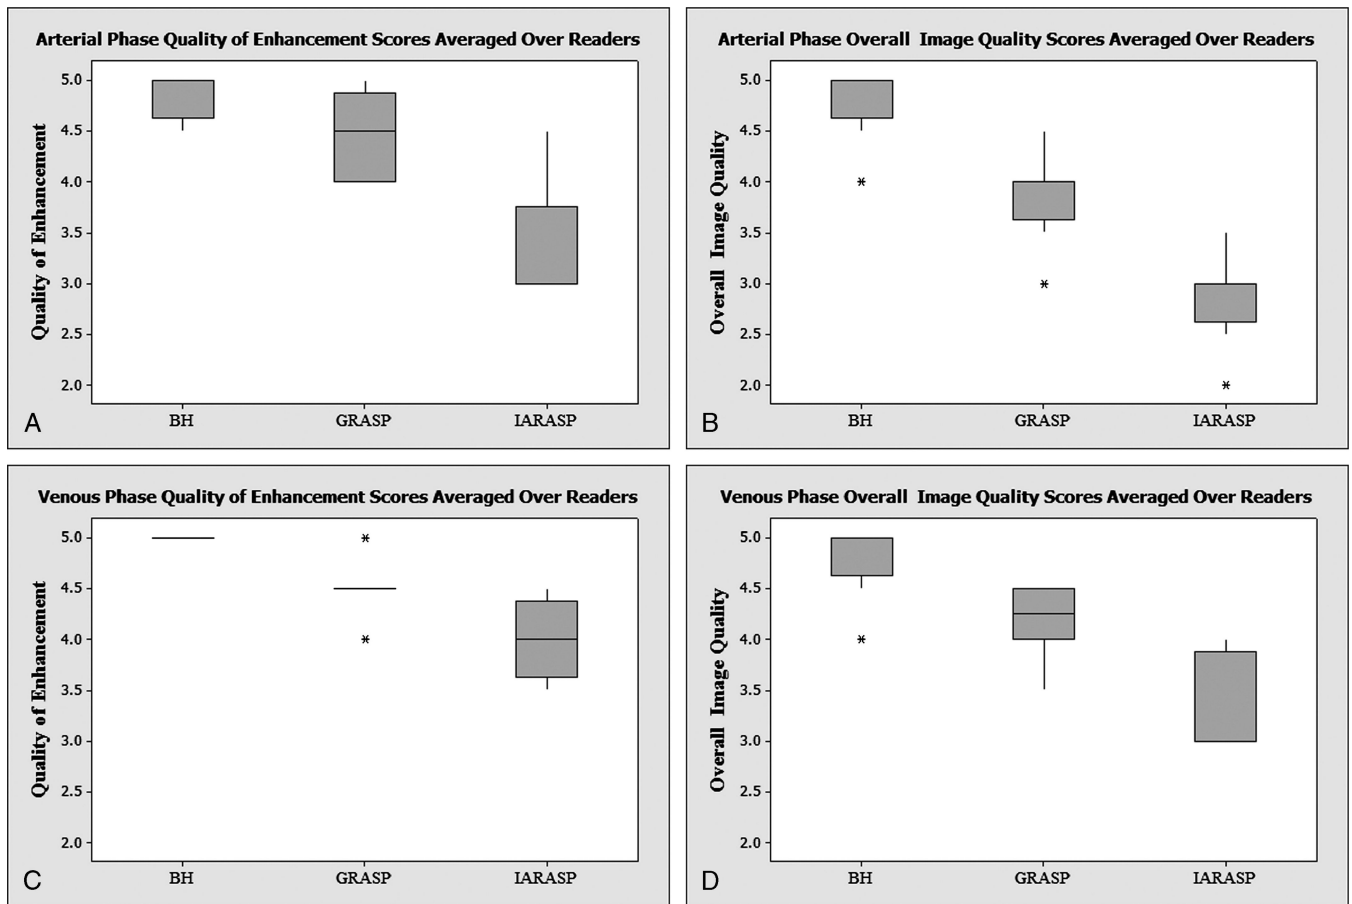 Arterial Phase Quality of Enhancement Scores Averaged Over Readers
Quality of Enhancement
5.0
4.5
4.0
3.5
3.0
2.5
2.0
BH GRASP IARASP
A
Arterial Phase Overall Image Quality Scores Averaged Over Readers
Overall Image Quality
5.0
4.5
4.0
3.5
3.0
2.5
2.0
BH GRASP IARASP
B
Venous Phase Quality of Enhancement Scores Averaged Over Readers
Quality of Enhancement
5.0
4.5
4.0
3.5
3.0
2.5
2.0
BH GRASP IARASP
C
Venous Phase Overall Image Quality Scores Averaged Over Readers
Overall Image Quality
5.0
4.5
4.0
3.5
3.0
2.5
2.0
BH GRASP IARASP
D